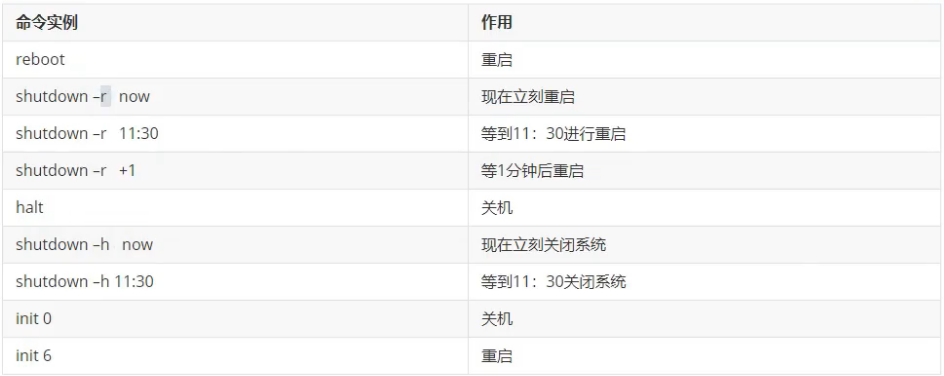 命令实例 作用
reboot 重启
shutdown –r now 现在立刻重启
shutdown –r 11:30 等到11：30进行重启
shutdown –r +1 等1分钟后重启
halt 关机
shutdown –h now 现在立刻关闭系统
shutdown –h 11:30 等到11：30关闭系统
init 0 关机
init 6 重启